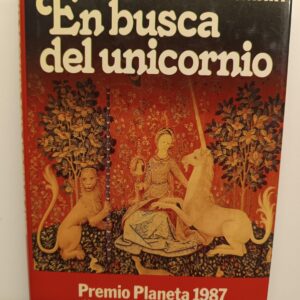 En busca
del unicornio
Premio Planeta 1987